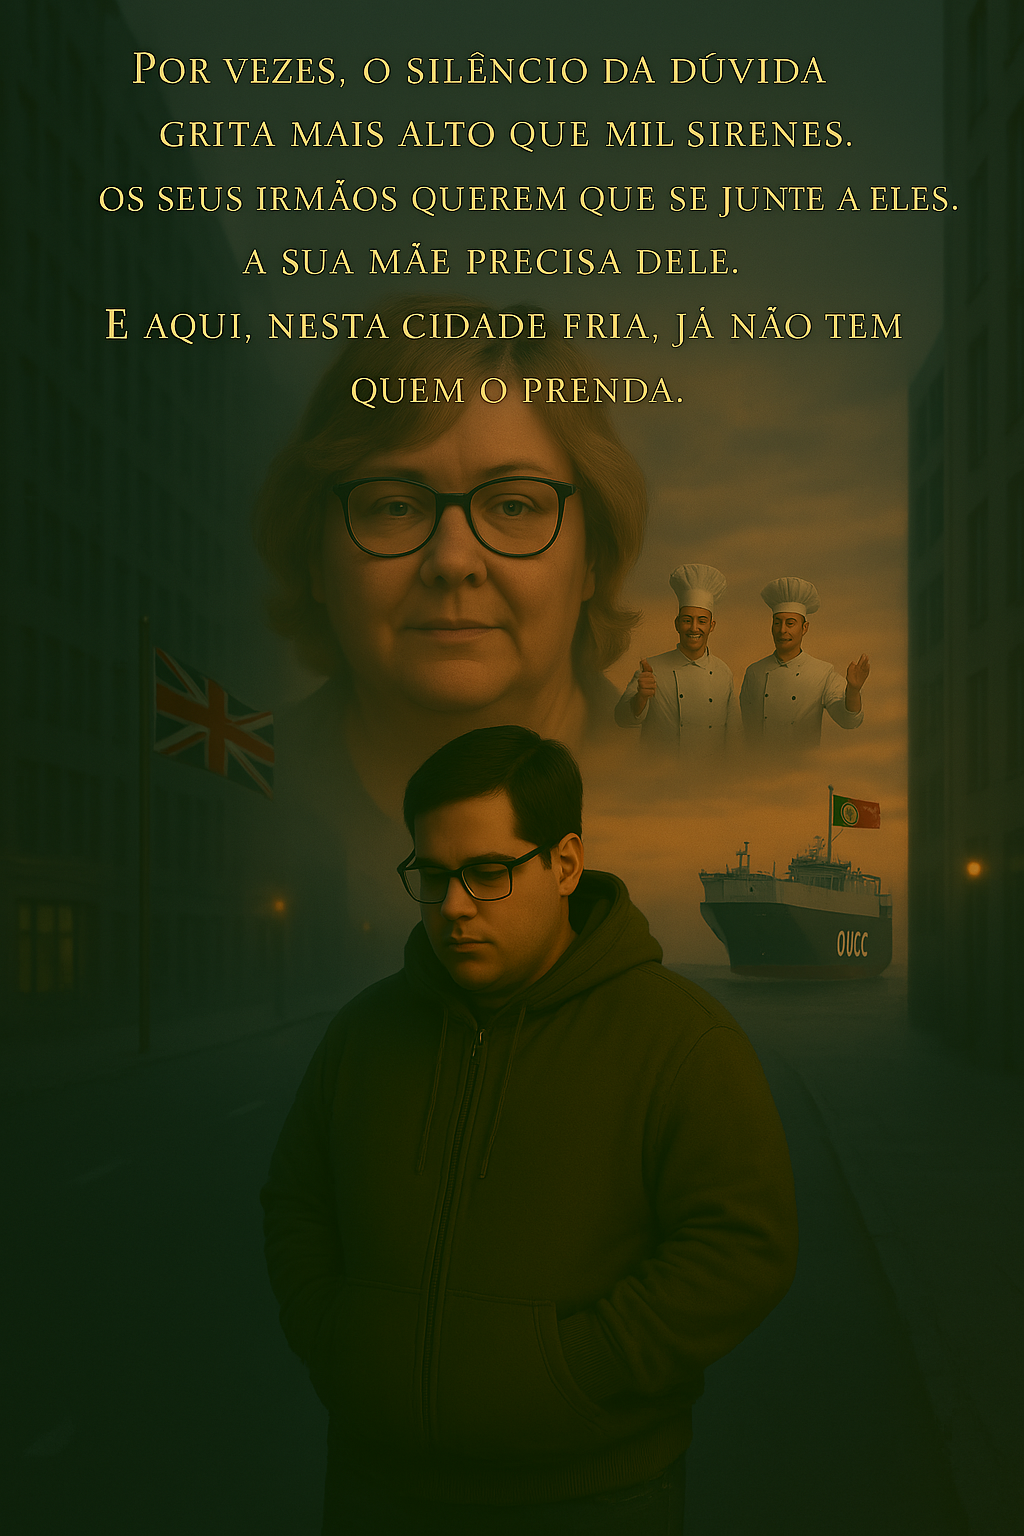 Por vezes, o silêncio da dúvida
grita mais alto que mil sirenes.
os seus irmãos querem que se junte a eles.
a sua mãe precisa dele.
E aqui, nesta cidade fria, já não tem
quem o prenda.
OUCC